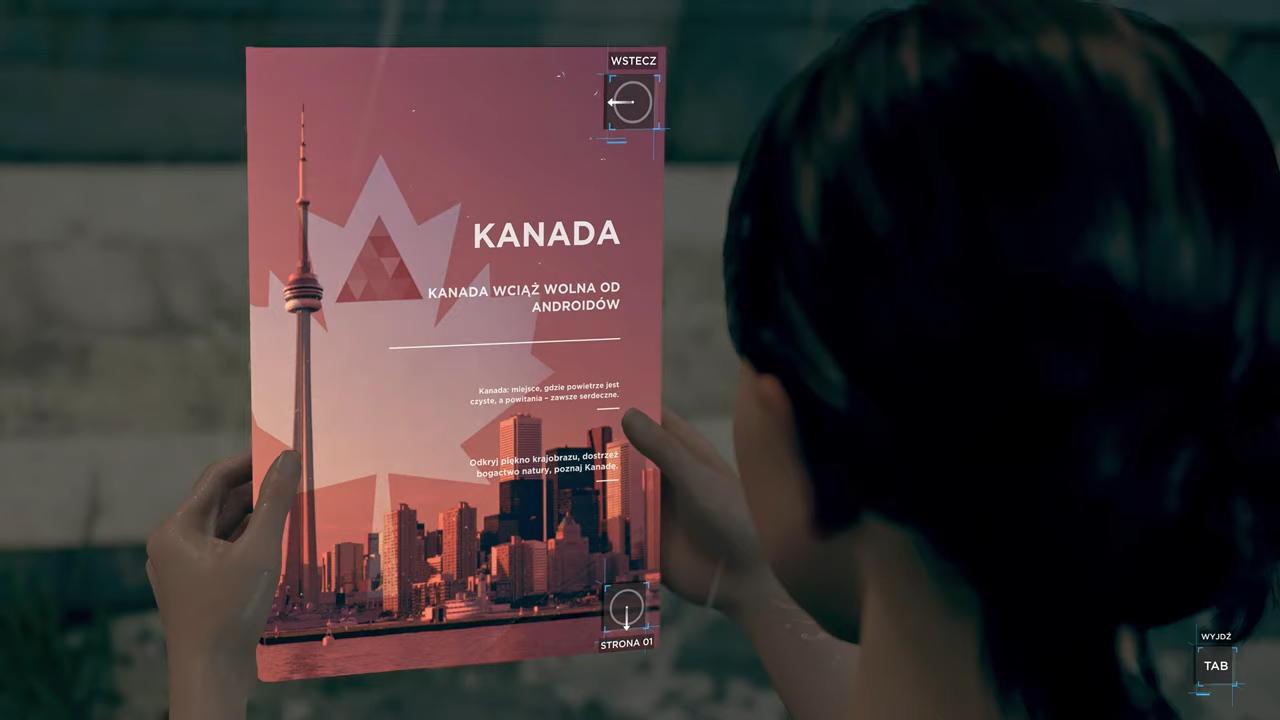 WSTECZ
KANADA
KANADA WCIĄŻ WOLNA OD
ANDROIDÓW
Kanada: miejsce, gdzie powietrze jest
czyste, a powitania – zawsze serdeczne.
Odkryj piękno krajobrazu, dostrzeż
bogactwo natury, poznaj Kanadę.
STRONA 01
WYJDŹ
TAB